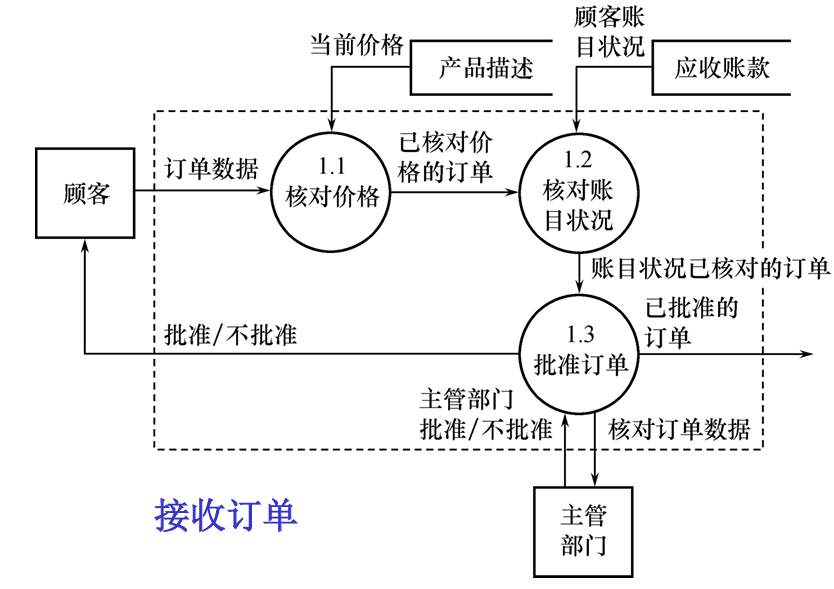 顾客账
目状况
当前价格
产品描述
应收账款
顾客
订单数据
1.1
核对价格
已核对价
格的订单
1.2
核对账
目状况
账目状况已核对的订单
批准/不批准
1.3
批准订单
已批准的
订单
主管部门
批准/不批准
核对订单数据
接收订单
主管
部门